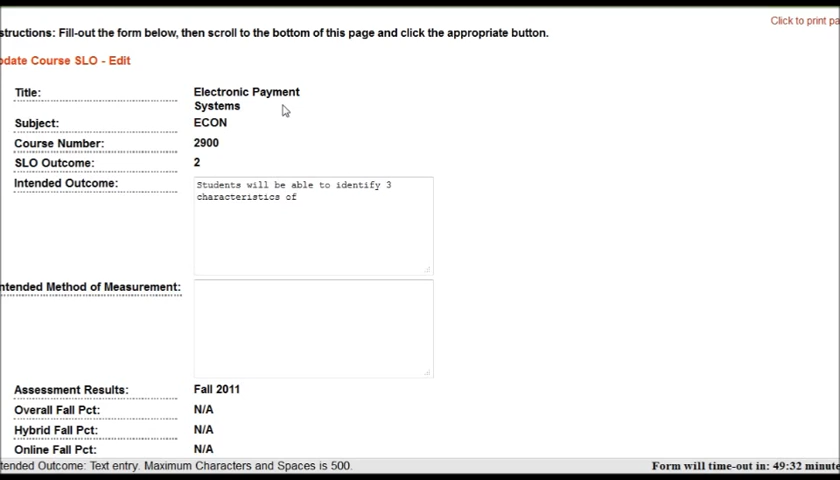 Click to print pa
structions: Fill-out the form below, then scroll to the bottom of this page and click the appropriate button.
pdate Course SLO - Edit
Title: Electronic Payment
Systems
Subject: ECON
Course Number: 2900
SLO Outcome: 2
Intended Outcome: Students will be able to identify 3
characteristics of
ntended Method of Measurement:
Assessment Results: Fall 2011
Overall Fall Pct: N/A
Hybrid Fall Pct: N/A
Online Fall Pct: N/A
tended Outcome: Text entry. Maximum Characters and Spaces is 500. Form will time-out in: 49:32 minute